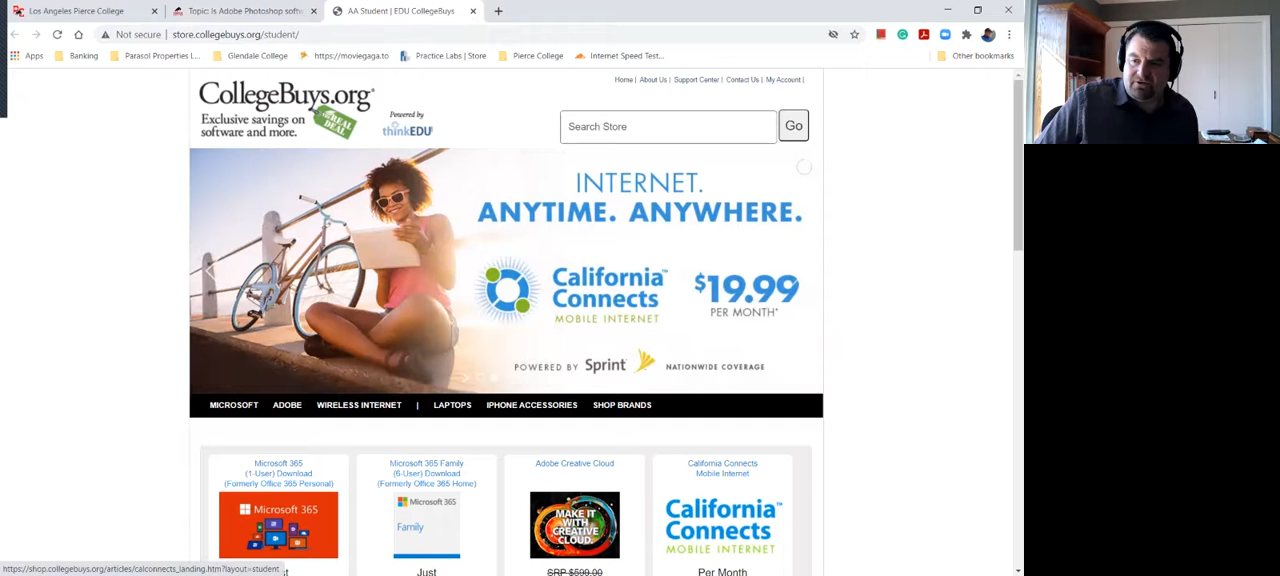 Los Angeles Pierce College
Topic: Is Adobe Photoshop softw
AA Student | EDU CollegeBuys
Not secure | store.collegebuys.org/student/
Apps
Banking
Parasol Properties L...
Glendale College
https://moviegaga.to
Practice Labs | Store
Pierce College
Internet Speed Test...
Other bookmarks
Home | About Us | Support Center | Contact Us | My Account |
CollegeBuys.org
Exclusive savings on
software and more.
THE REAL DEAL
Powered by
thinkEDU
Search Store
Go
INTERNET.
ANYTIME. ANYWHERE.
California Connects™
MOBILE INTERNET
$19.99
PER MONTH*
POWERED BY Sprint
NATIONWIDE COVERAGE
MICROSOFT ADOBE WIRELESS INTERNET | LAPTOPS IPHONE ACCESSORIES SHOP BRANDS
Microsoft 365
(1-User) Download
(Formerly Office 365 Personal)
Microsoft 365
Microsoft 365 Family
(6-User) Download
(Formerly Office 365 Home)
Microsoft 365
Family
Just
Adobe Creative Cloud
MAKE IT
WITH
CREATIVE
CLOUD.
SRP $599.00
California Connects
Mobile Internet
California Connects™
MOBILE INTERNET
Per Month
https://shop.collegebuys.org/articles/calconnects_landing.htm?layout=student